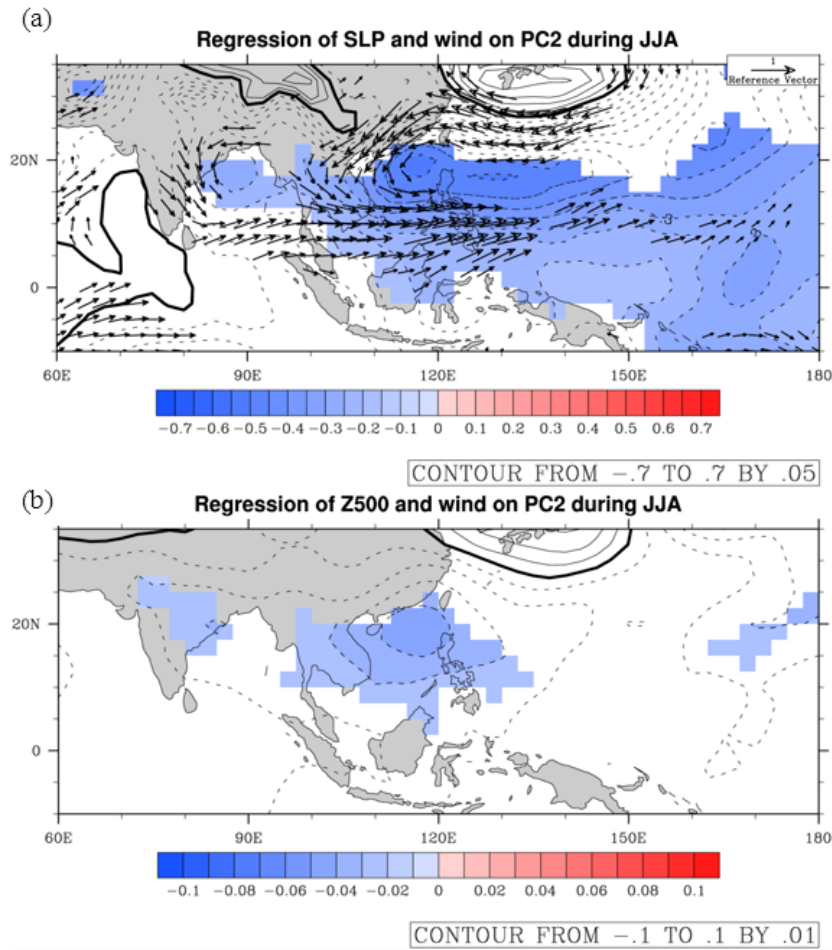 (a)
Regression of SLP and wind on PC2 during JJA
1
Reference Vector
20N
-.3
0
60E 90E 120E 150E 180
-0.7 -0.6 -0.5 -0.4 -0.3 -0.2 -0.1 0 0.1 0.2 0.3 0.4 0.5 0.6 0.7
CONTOUR FROM -.7 TO .7 BY .05
(b)
Regression of Z500 and wind on PC2 during JJA
20N
0
60E 90E 120E 150E 180
-0.1 -0.08 -0.06 -0.04 -0.02 0 0.02 0.04 0.06 0.08 0.1
CONTOUR FROM -.1 TO .1 BY .01